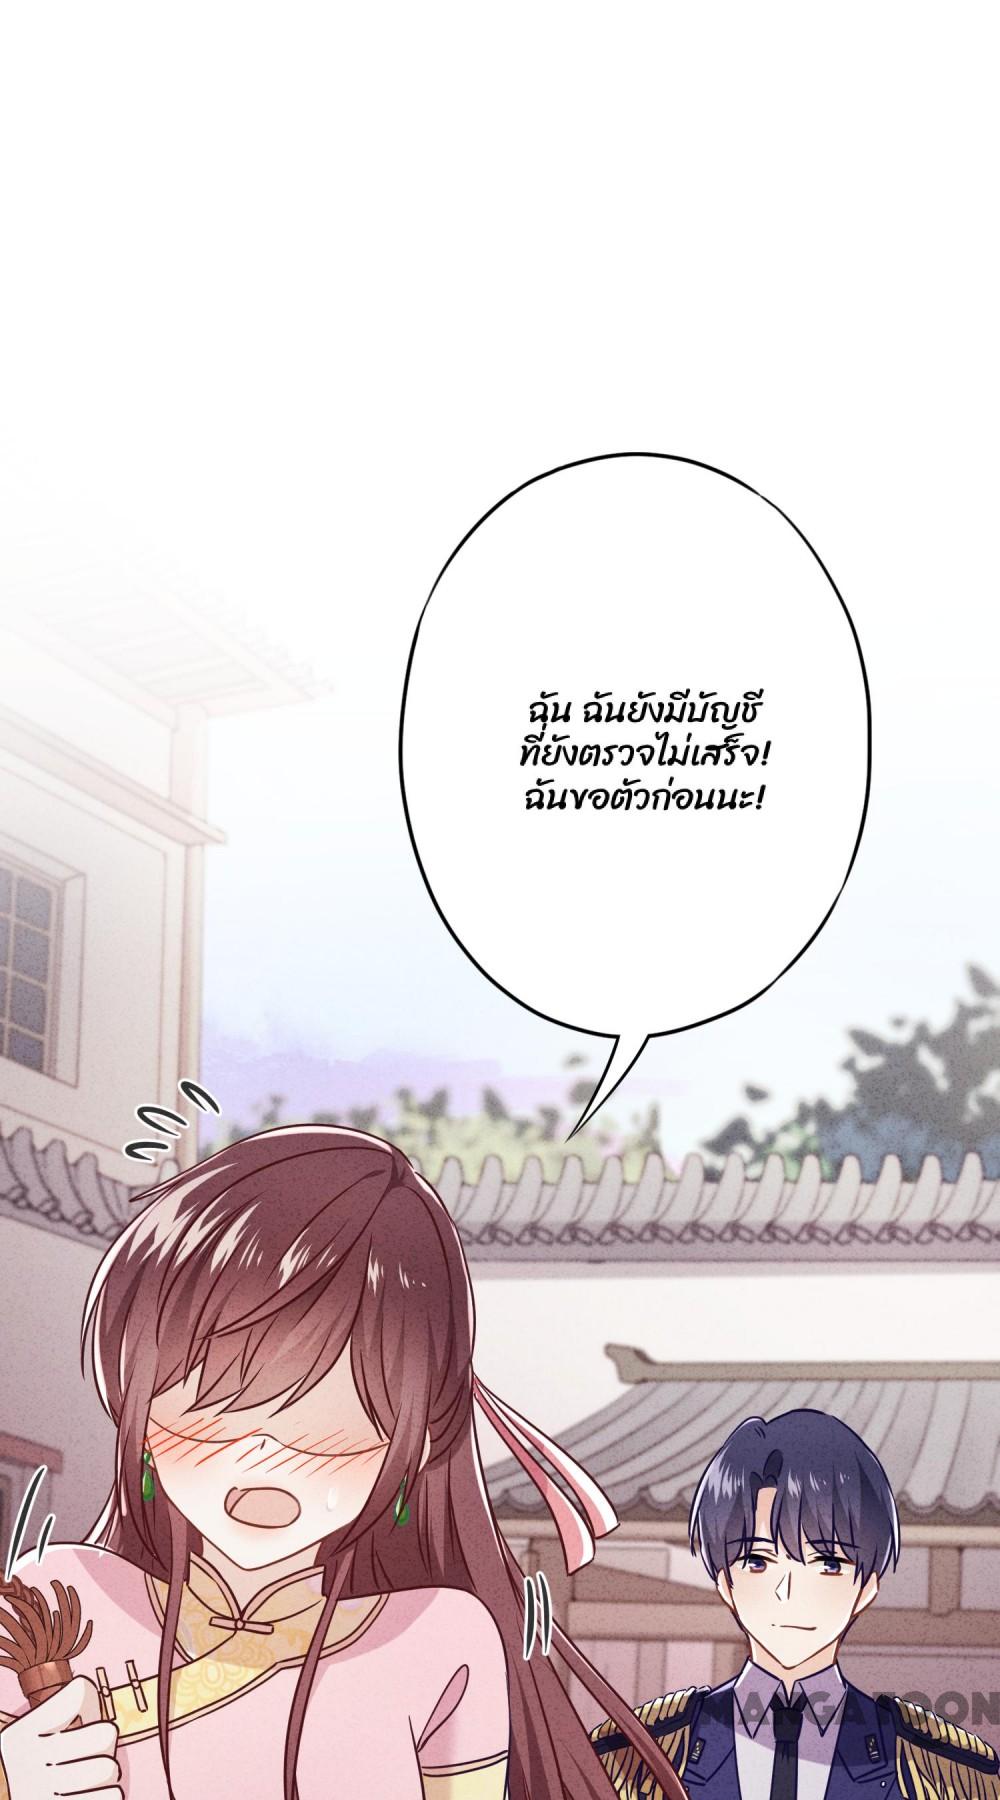 ฉัน ฉันยังมีบัญชี
ที่ยังตรวจไม่เสร็จ!
ฉันขอตัวก่อนนะ!
MANGATOON